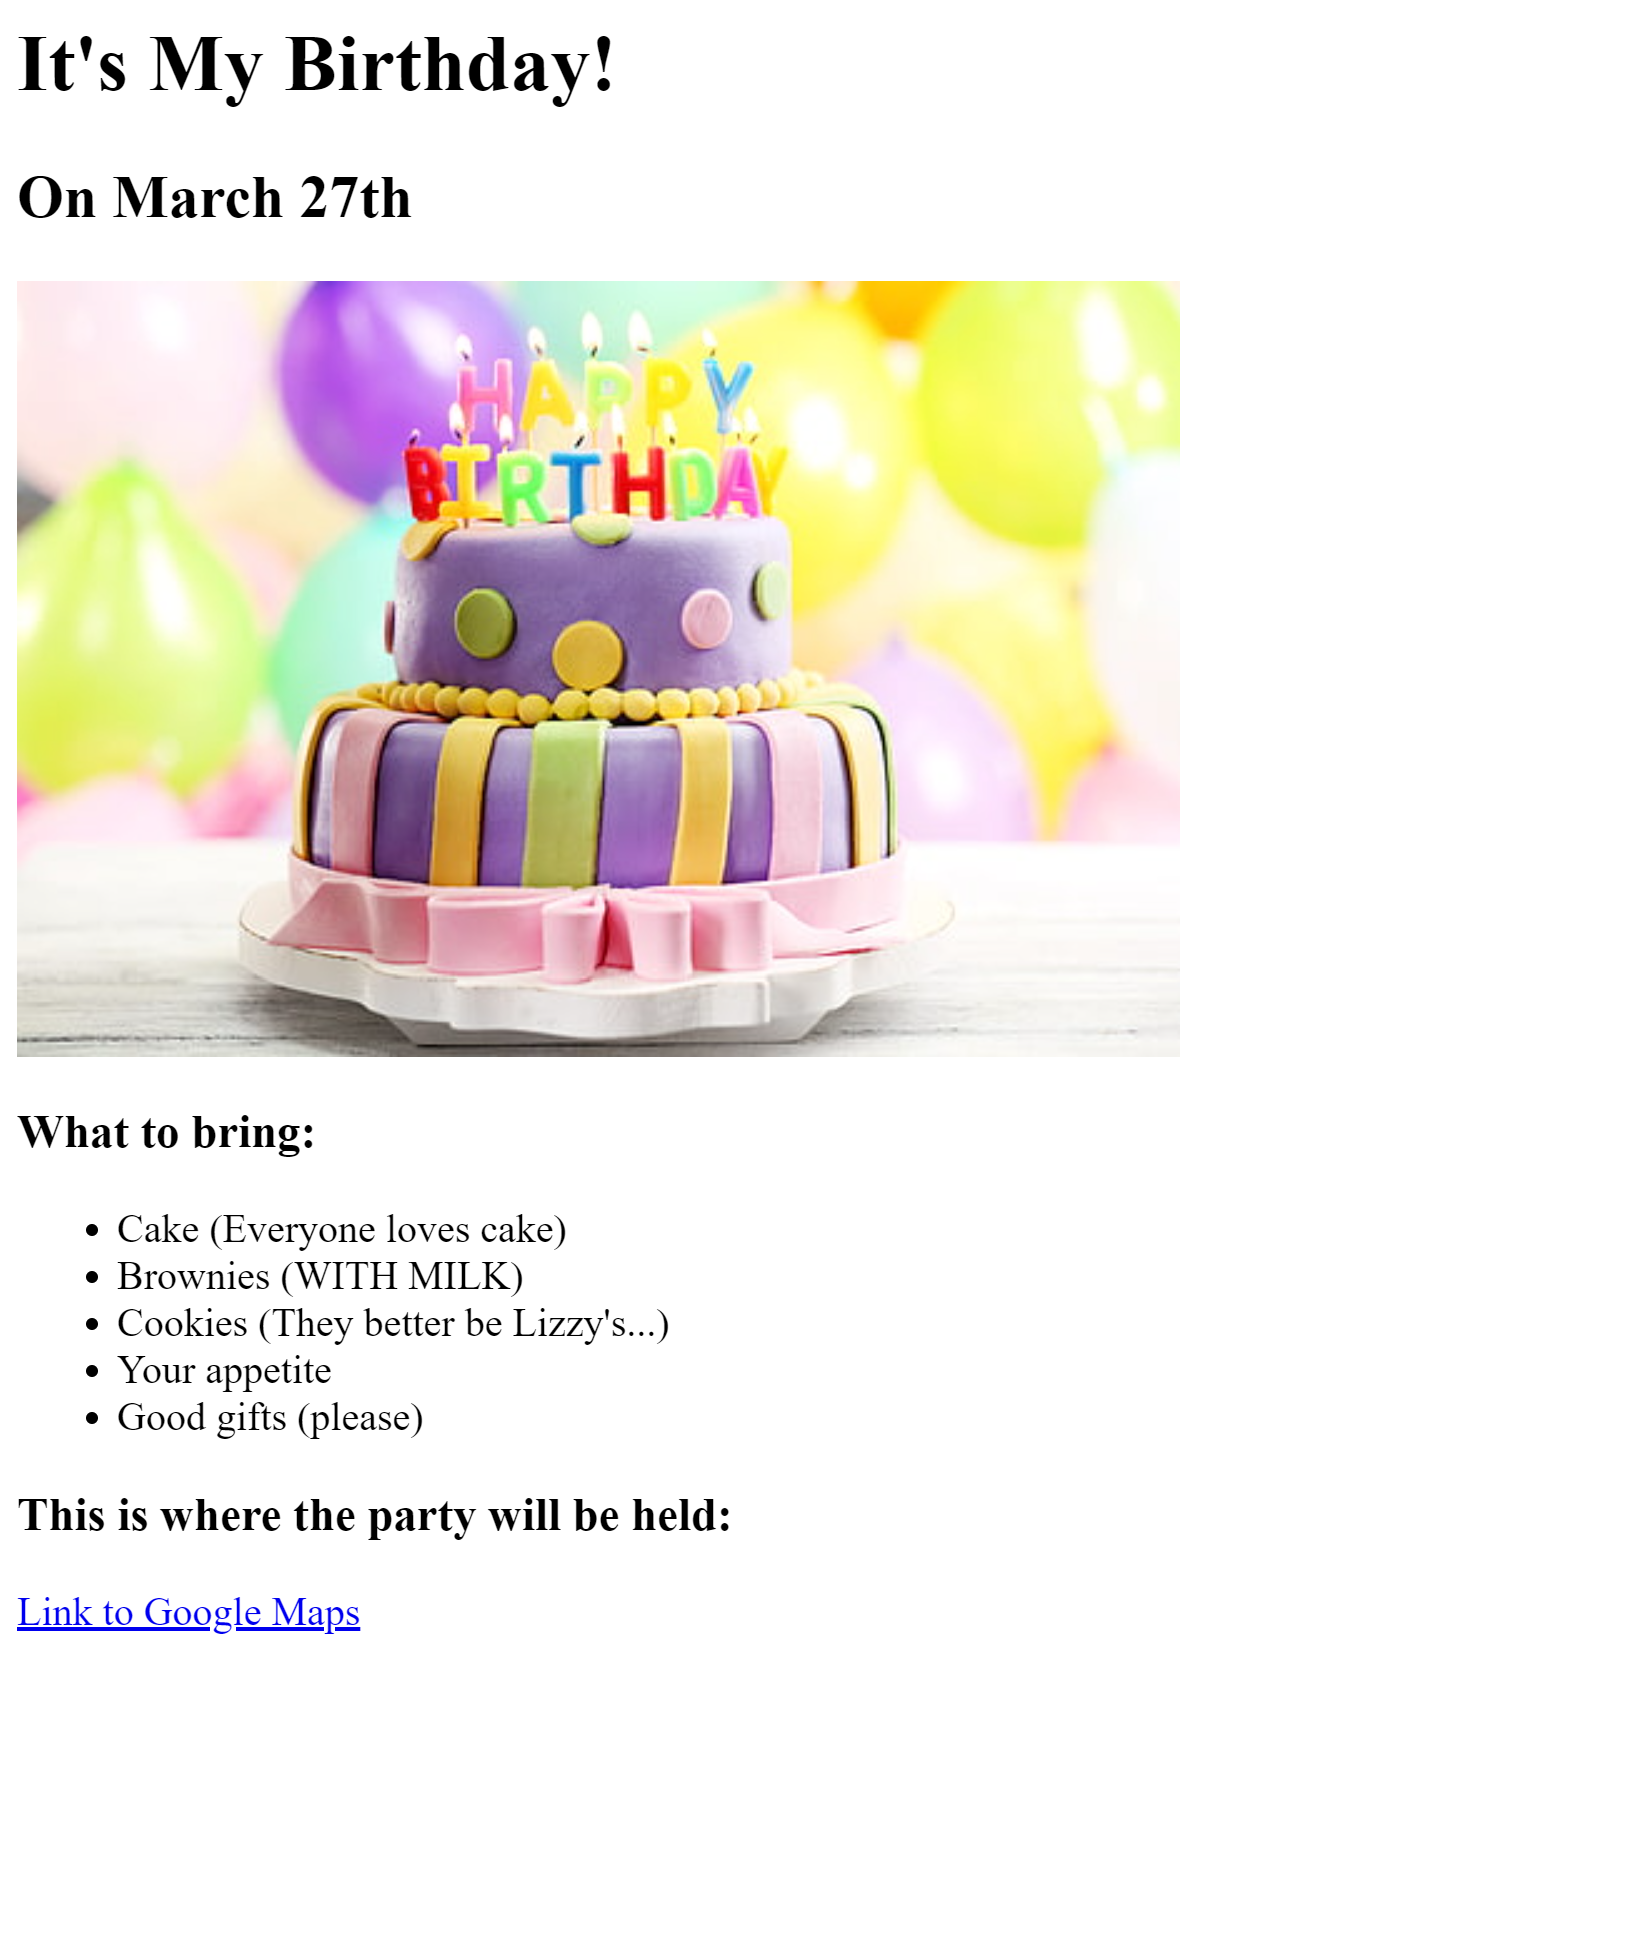 It's My Birthday!
On March 27th
HAPPY
BIRTHDAY
What to bring:
Cake (Everyone loves cake)
Brownies (WITH MILK)
Cookies (They better be Lizzy's...)
Your appetite
Good gifts (please)
This is where the party will be held:
Link to Google Maps